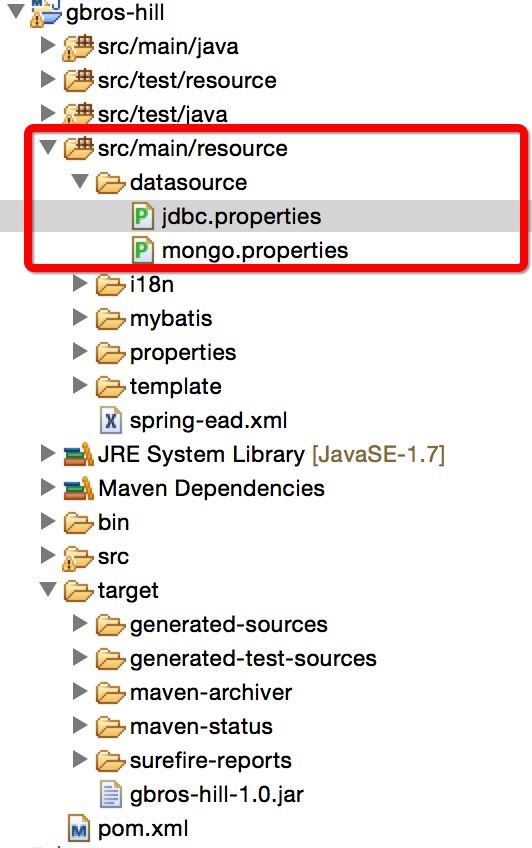 gbros-hill
src/main/java
src/test/resource
src/test/java
src/main/resource
datasource
jdbc.properties
mongo.properties
i18n
mybatis
properties
template
spring-ead.xml
JRE System Library [JavaSE-1.7]
Maven Dependencies
bin
src
target
generated-sources
generated-test-sources
maven-archiver
maven-status
surefire-reports
gbros-hill-1.0.jar
pom.xml